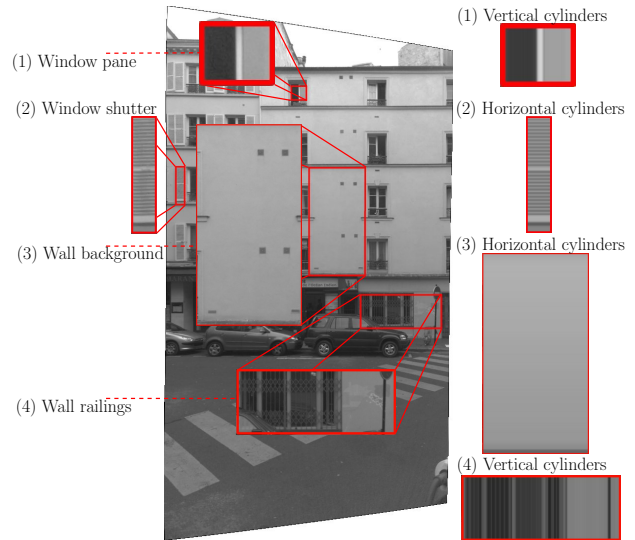 (1) Vertical cylinders
(1) Window pane
(2) Window shutter
(2) Horizontal cylinders
(3) Wall background
(3) Horizontal cylinders
(4) Wall railings
(4) Vertical cylinders